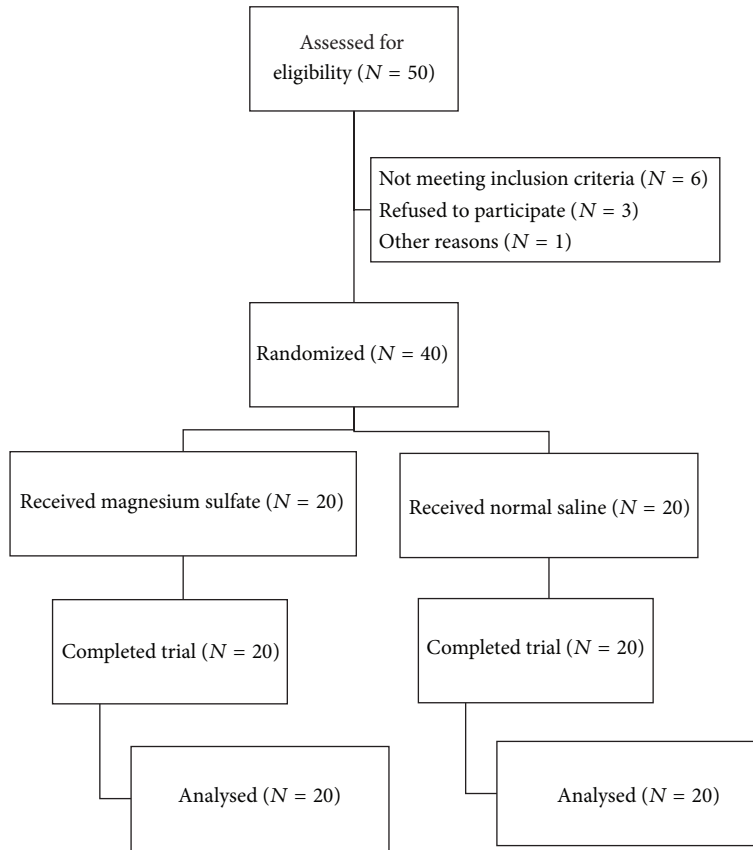 Assessed for
eligibility (N = 50)
Not meeting inclusion criteria (N = 6)
Refused to participate (N = 3)
Other reasons (N = 1)
Randomized (N = 40)
Received magnesium sulfate (N = 20)
Received normal saline (N = 20)
Completed trial (N = 20)
Completed trial (N = 20)
Analysed (N = 20)
Analysed (N = 20)